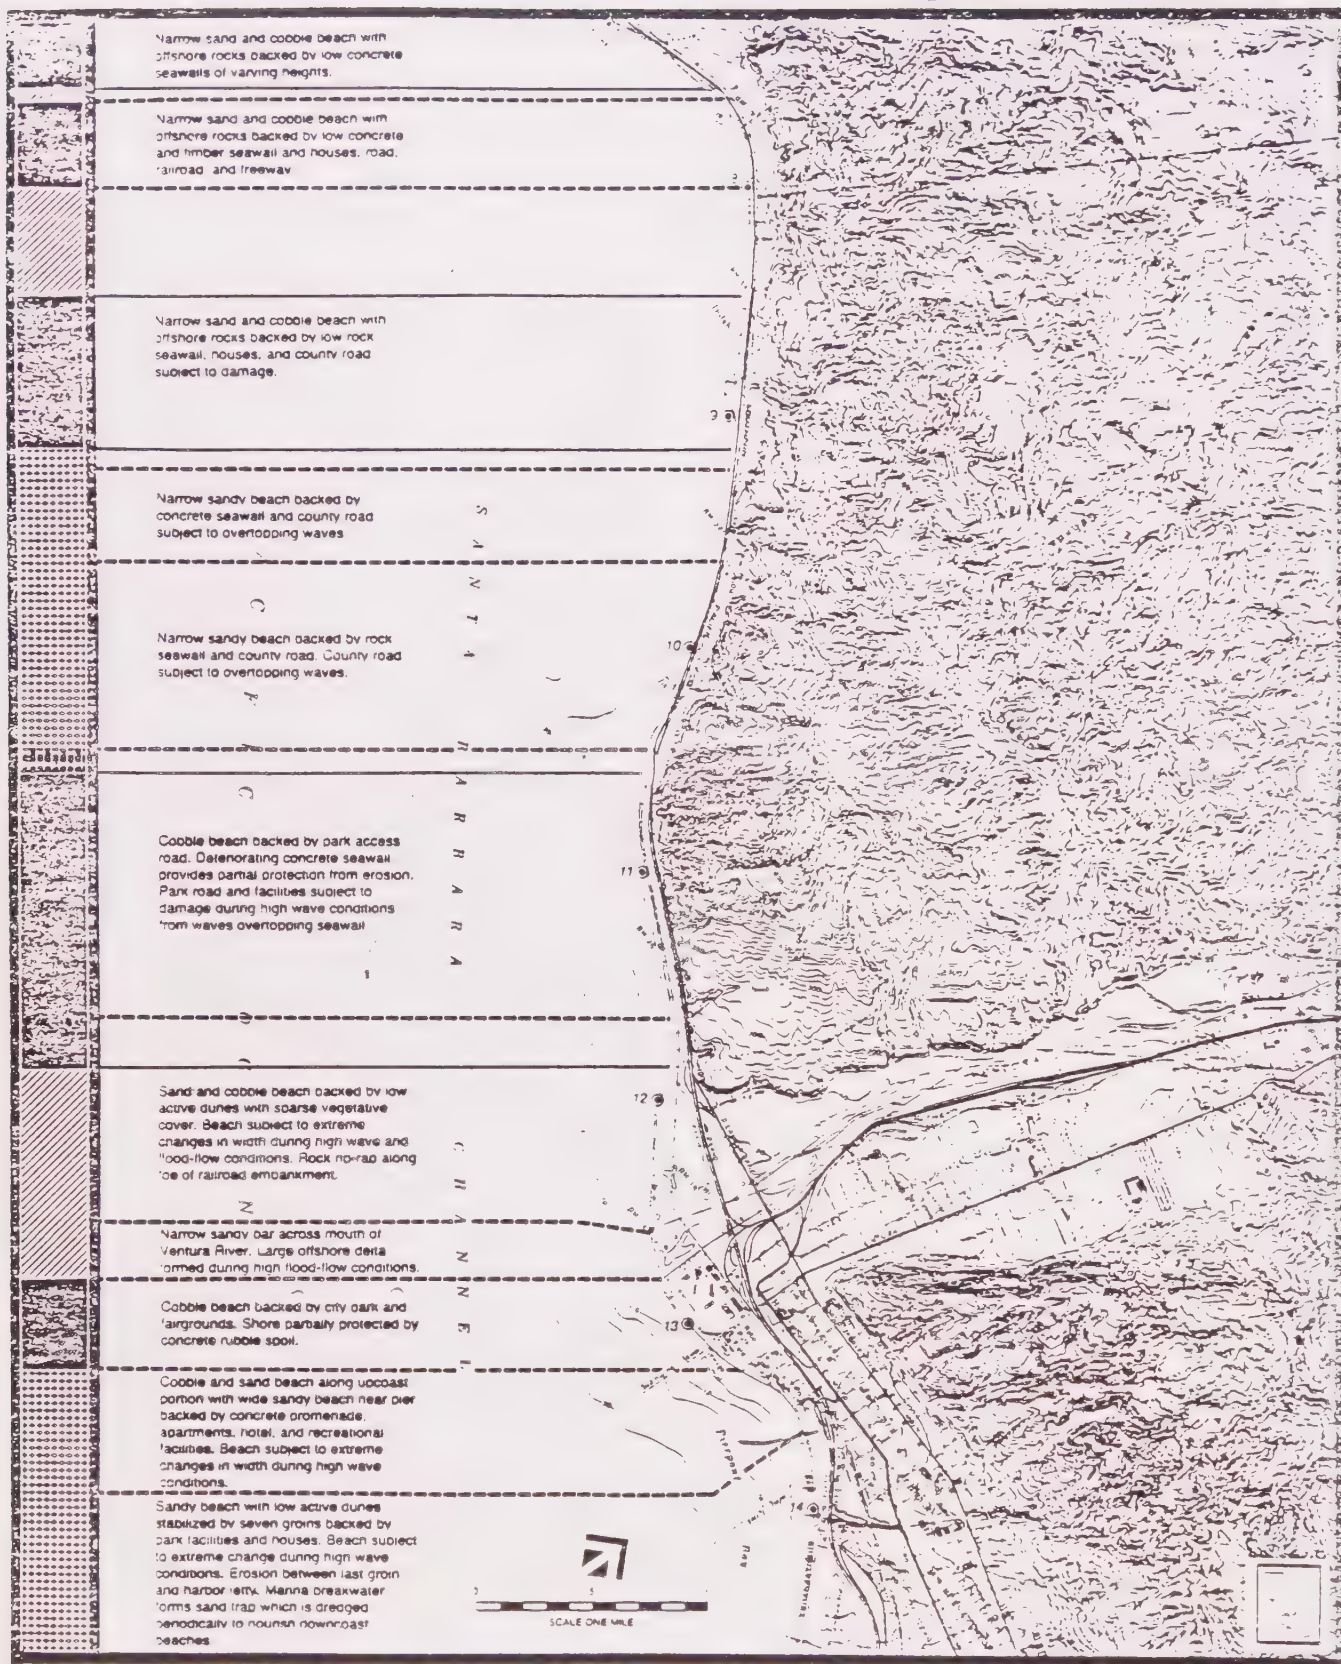 Narrow sand and cobble beach with
offshore rocks backed by low concrete
seawalls of varying heights.
Narrow sand and cobble beach with
offshore rocks backed by low concrete
and timber seawall and houses, road,
railroad, and freeway
Narrow sand and cobble beach with
offshore rocks backed by low rock
seawall, houses, and county road
subject to damage.
9
Narrow sandy beach backed by
concrete seawall and county road
subject to overtopping waves
Narrow sandy beach backed by rock
seawall and county road. County road
subject to overtopping waves.
10
Cobble beach backed by park access
road. Deteriorating concrete seawall
provides partial protection from erosion.
Park road and facilities subject to
damage during high wave conditions
from waves overtopping seawall
11
Sand and cobble beach backed by low
active dunes with sparse vegetative
cover. Beach subject to extreme
changes in width during high wave and
flood-flow conditions. Rock rip-rap along
toe of railroad embankment.
12
Narrow sandy bar across mouth of
Ventura River. Large offshore delta
formed during high flood-flow conditions.
Cobble beach backed by city park and
fairgrounds. Shore partially protected by
concrete rubble spoil.
13
Cobble and sand beach along upcoast
portion with wide sandy beach near pier
backed by concrete promenade,
apartments, hotel, and recreational
facilities. Beach subject to extreme
changes in width during high wave
conditions.
Sandy beach with low active dunes
stabilized by seven groins backed by
park facilities and houses. Beach subject
to extreme change during high wave
conditions. Erosion between last groin
and harbor jetty. Marina breakwater
forms sand trap which is dredged
periodically to nourish downcoast
beaches
14
SANTA BARBARA CHANNEL
Pierpont
Bay
0 .5 1
SCALE ONE MILE